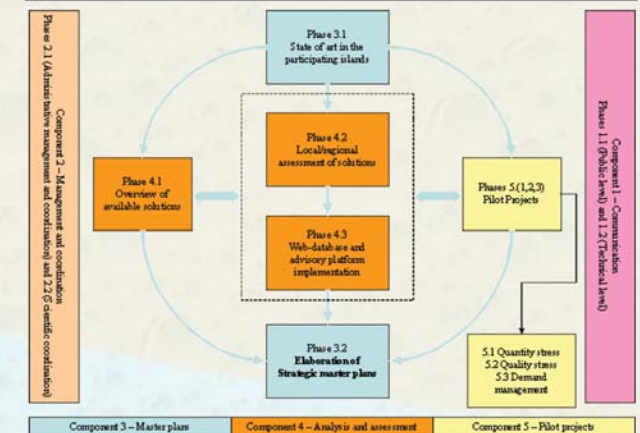 Component 2 – Management and coordination
Phases 2.1 (Administrative management and coordination) and 2.2 (Scientific coordination)
Phase 3.1
State of art in the
participating islands
Phase 4.1
Overview of
available solutions
Phase 4.2
Local/regional
assessment of solutions
Phase 4.3
Web-database and
advisory platform
implementation
Phases 5.(1,2,3)
Pilot Projects
Phase 3.2
Elaboration of
Strategic master plans
5.1 Quantity stress
5.2 Quality stress
5.3 Demand
management
Component 1 – Communication
Phases 1.1 (Public level) and 1.2 (Technical level)
Component 3 – Master plans
Component 4 – Analysis and assessment
Component 5 – Pilot projects